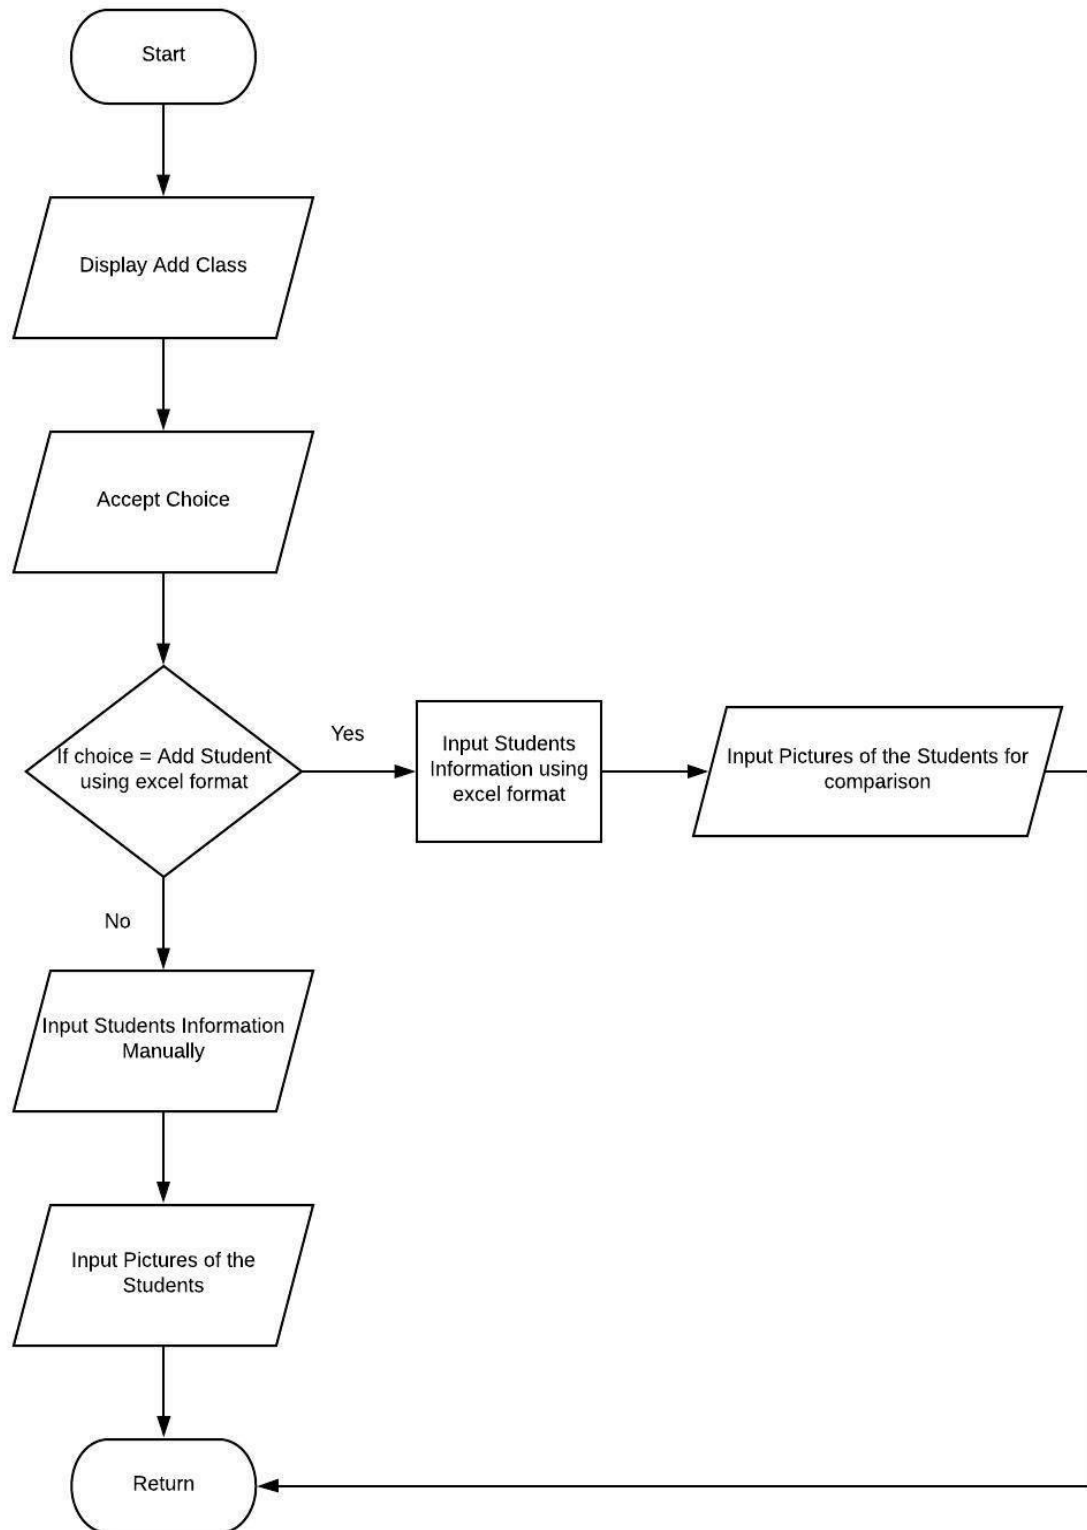 Start
Display Add Class
Accept Choice
If choice = Add Student
using excel format
Yes
Input Students
Information using
excel format
Input Pictures of the Students for
comparison
No
Input Students Information
Manually
Input Pictures of the
Students
Return